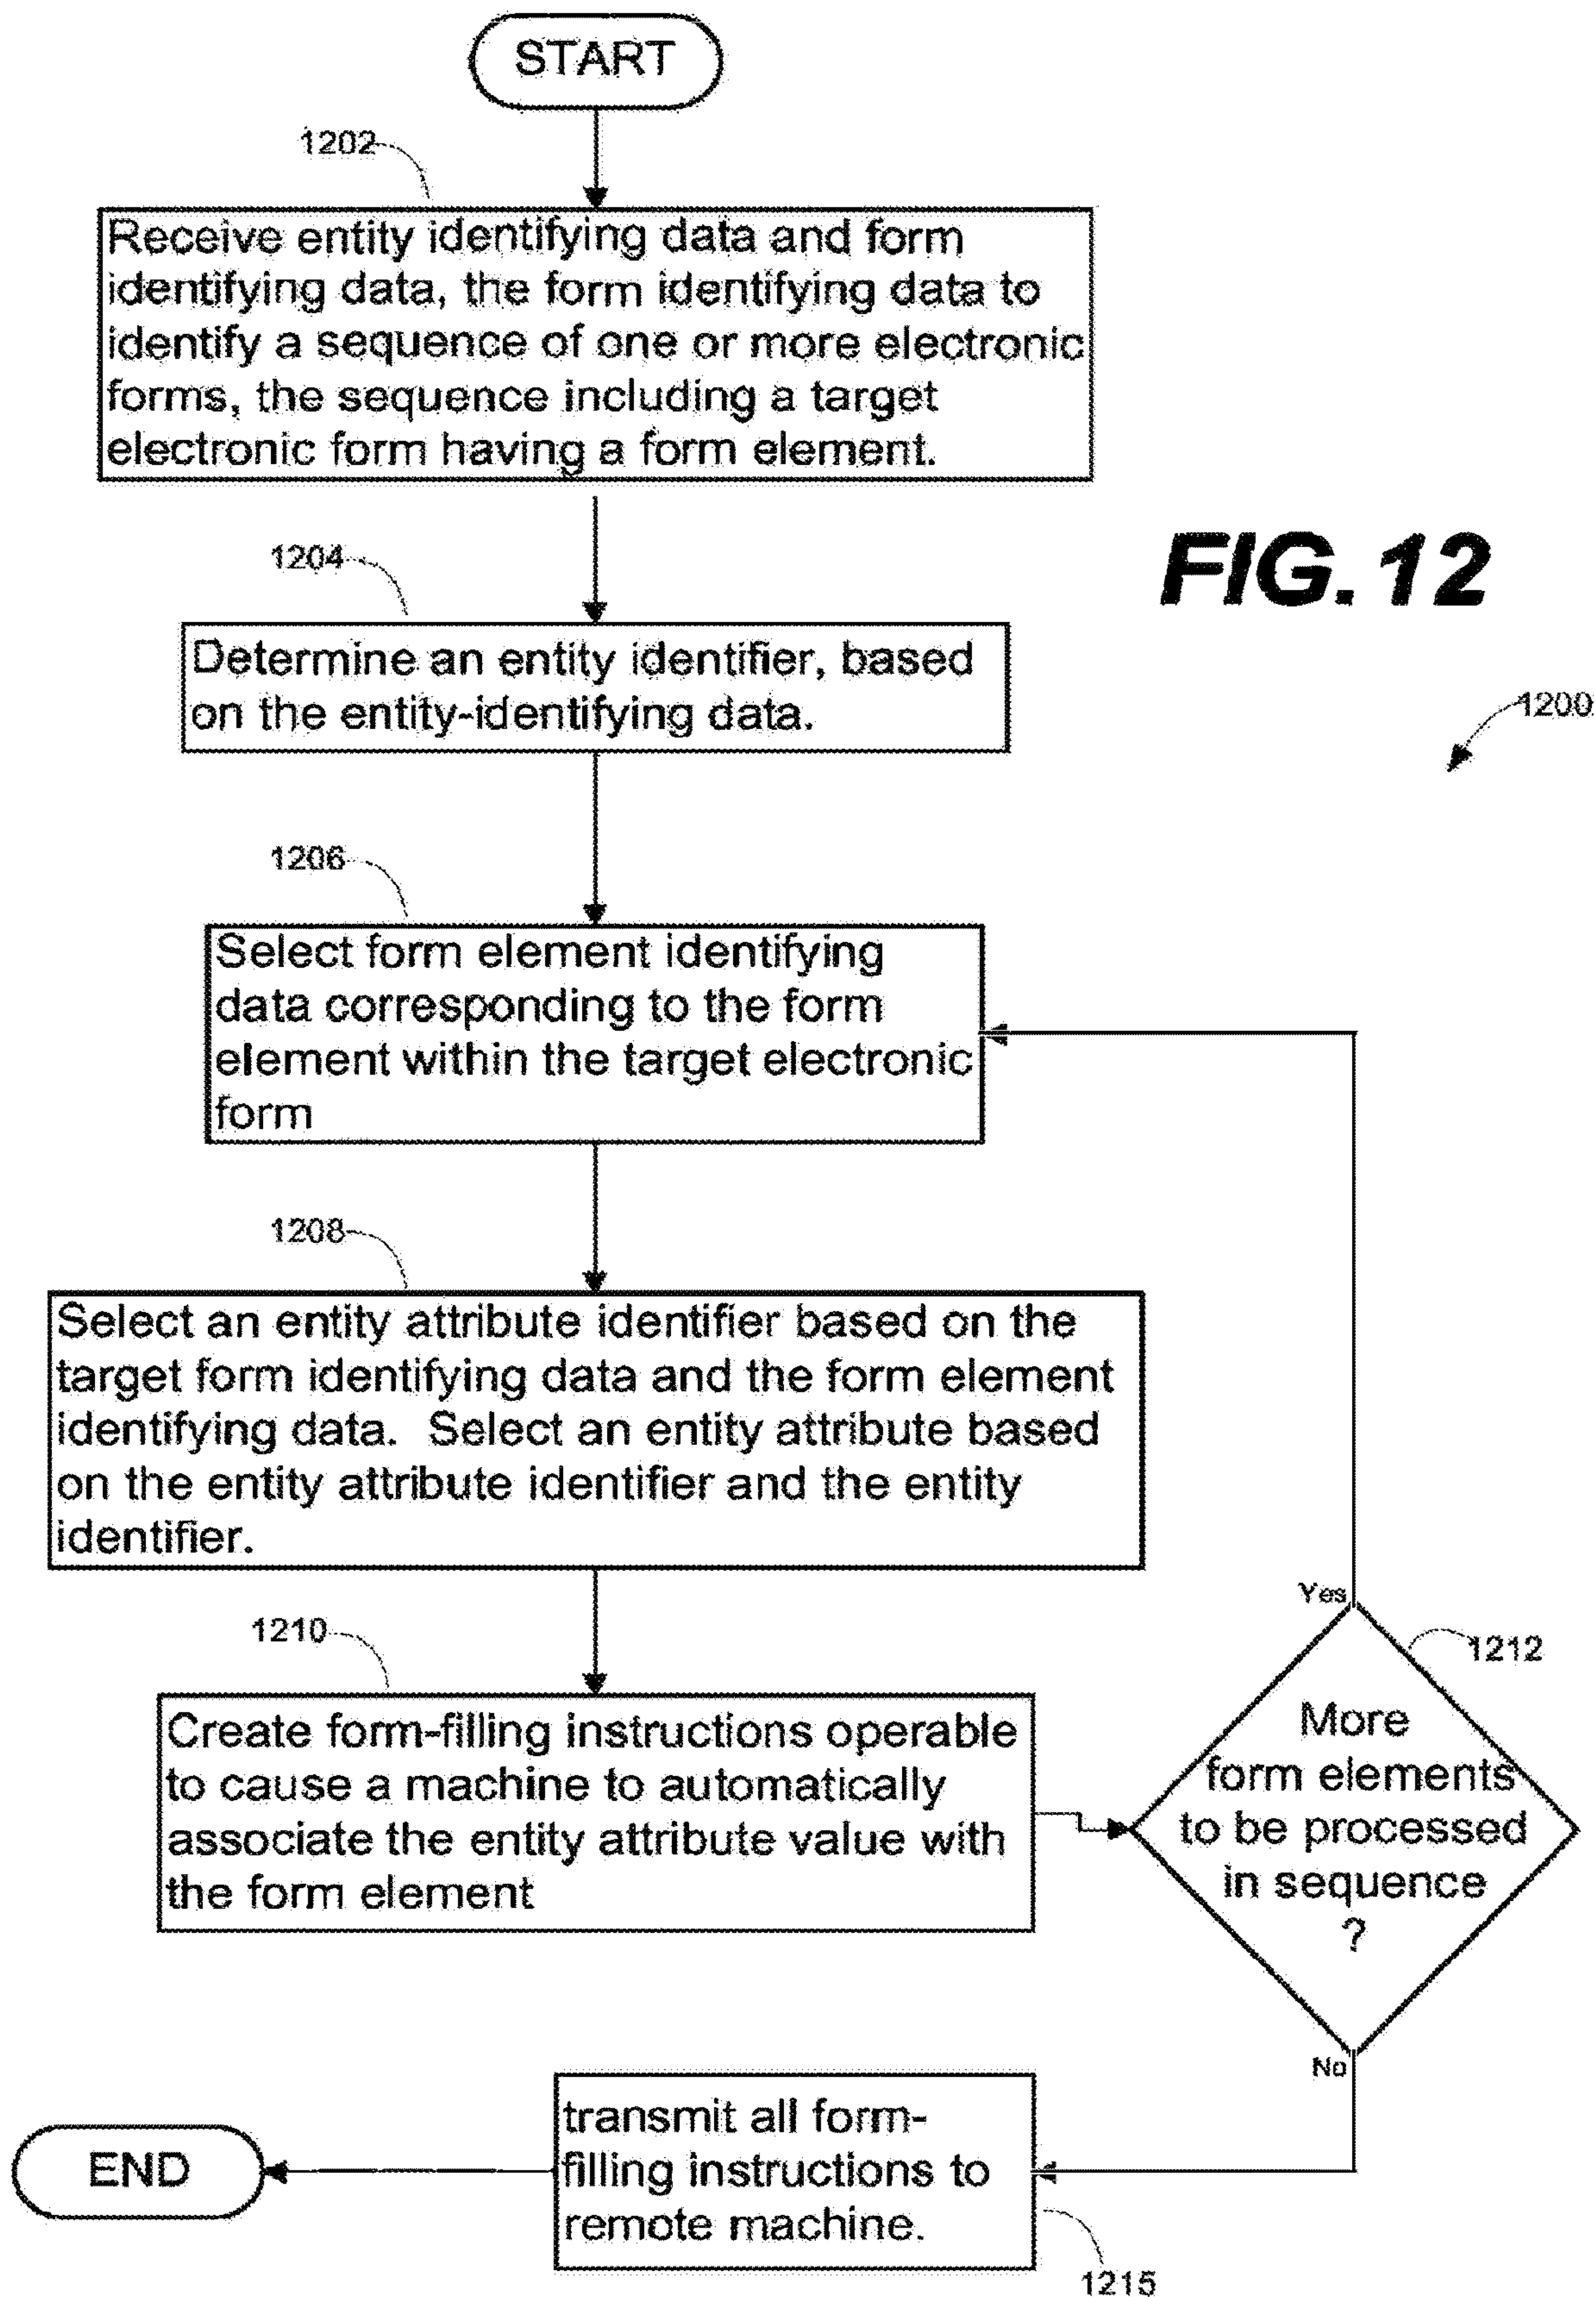 START
1202
Receive entity identifying data and form
identifying data, the form identifying data to
identify a sequence of one or more electronic
forms, the sequence including a target
electronic form having a form element.
FIG. 12
1204
Determine an entity identifier, based
on the entity-identifying data.
1200
1206
Select form element identifying
data corresponding to the form
element within the target electronic
form
1208
Select an entity attribute identifier based on the
target form identifying data and the form element
identifying data.  Select an entity attribute based
on the entity attribute identifier and the entity
identifier.
Yes
1210
1212
Create form-filling instructions operable
to cause a machine to automatically
associate the entity attribute value with
the form element
More
form elements
to be processed
in sequence
?
No
transmit all form-
filling instructions to
remote machine.
END
1215